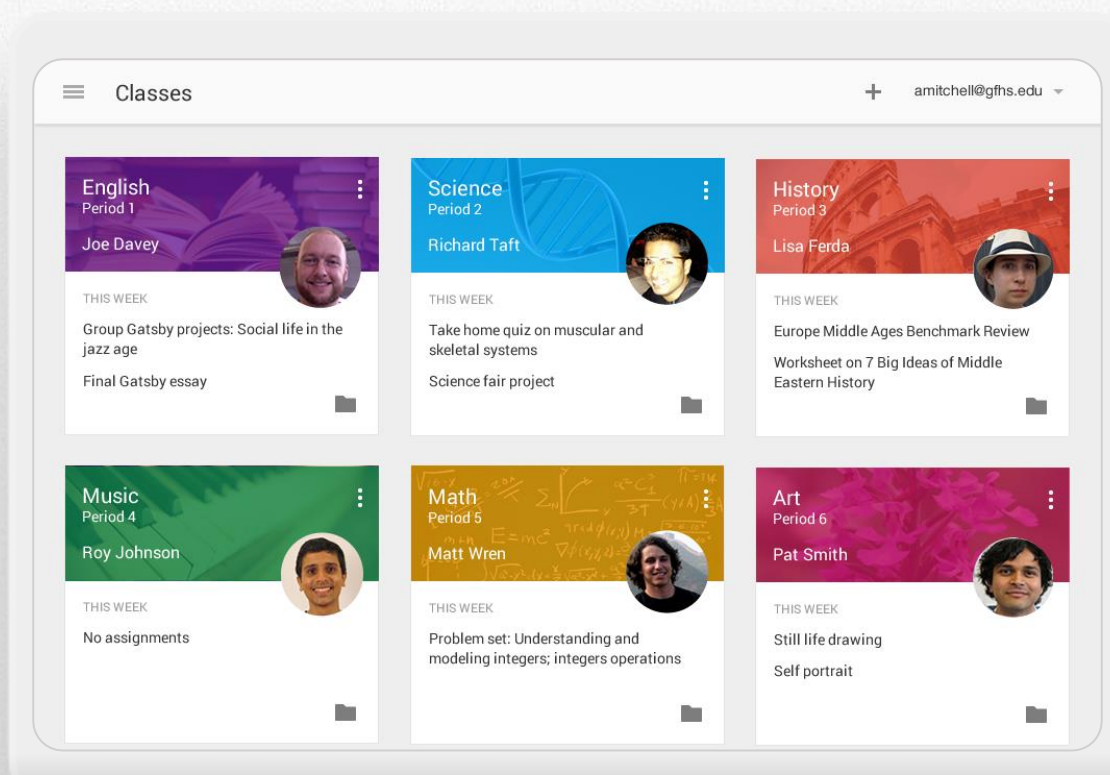 Classes
+ amitchell@gfhs.edu
English
Period 1
Joe Davey
THIS WEEK
Group Gatsby projects: Social life in the
jazz age
Final Gatsby essay
Science
Period 2
Richard Taft
THIS WEEK
Take home quiz on muscular and
skeletal systems
Science fair project
History
Period 3
Lisa Ferda
THIS WEEK
Europe Middle Ages Benchmark Review
Worksheet on 7 Big Ideas of Middle
Eastern History
Music
Period 4
Roy Johnson
THIS WEEK
No assignments
Math
Period 5
Matt Wren
E=mc²
THIS WEEK
Problem set: Understanding and
modeling integers; integers operations
Art
Period 6
Pat Smith
THIS WEEK
Still life drawing
Self portrait